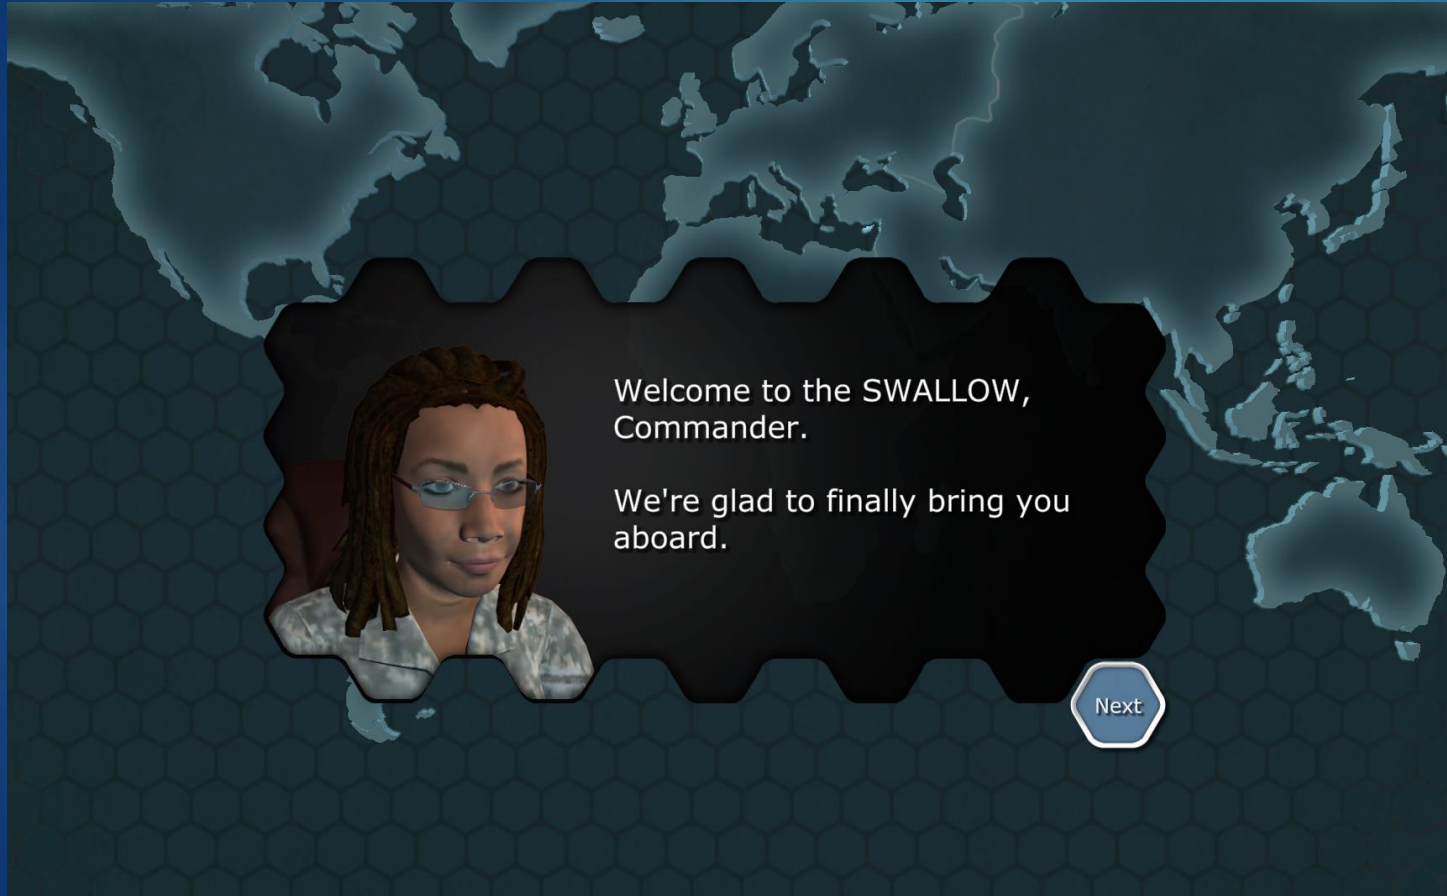 Welcome to the SWALLOW,
Commander.
We're glad to finally bring you
aboard.
Next